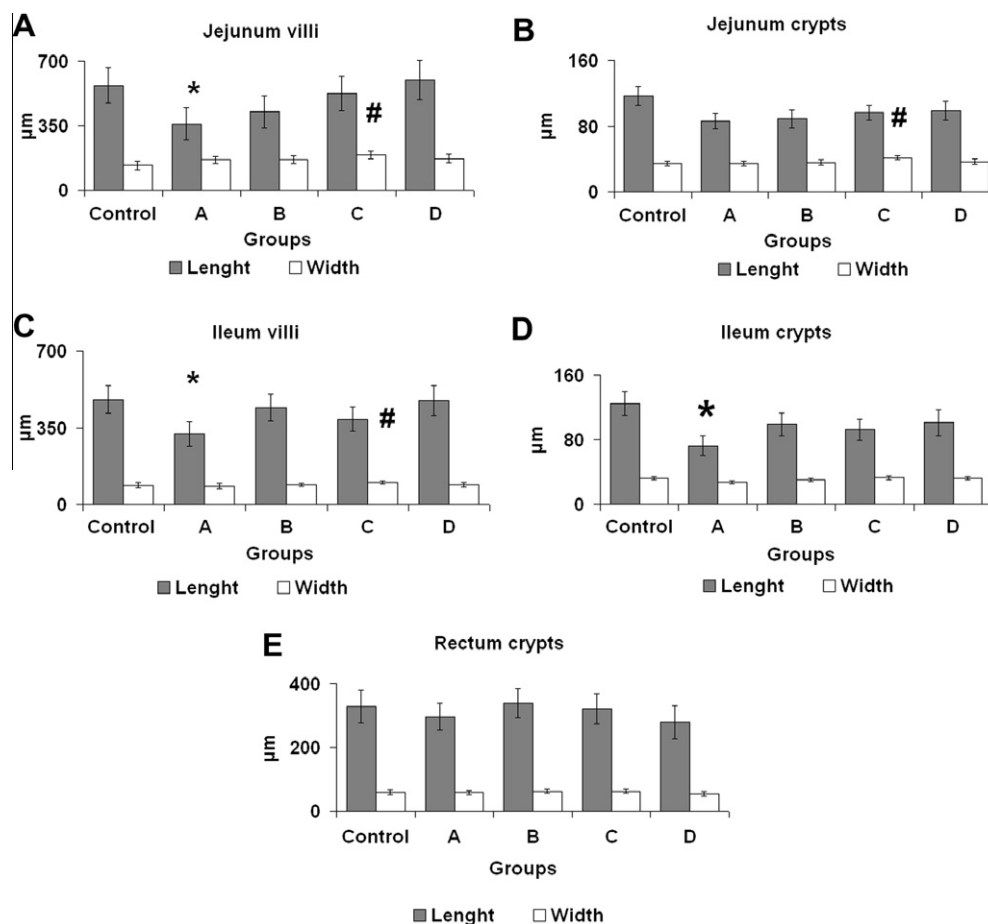 A
Jejunum villi
700
*
#
350
µm
0
Control A B C D
Groups
Lenght Width
B
Jejunum crypts
160
#
80
µm
0
Control A B C D
Groups
Lenght Width
C
Ileum villi
700
*
#
350
µm
0
Control A B C D
Groups
Lenght Width
D
Ileum crypts
160
*
80
µm
0
Control A B C D
Groups
Lenght Width
E
Rectum crypts
400
200
µm
0
Control A B C D
Groups
Lenght Width